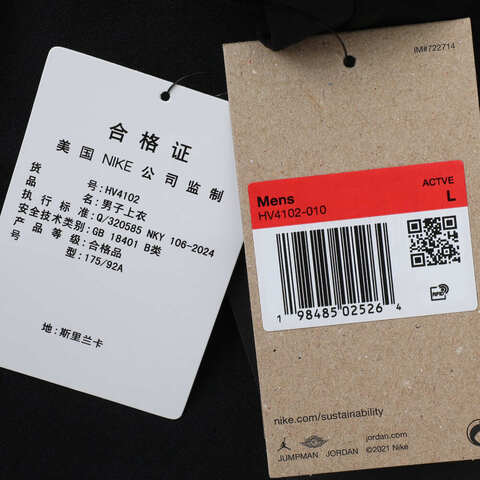 合格证
美国 NIKE 公司监制
货号: HV4102
品名: 男子上衣
执行标准: Q/320585 NKY 106-2024
安全技术类别: GB 18401 B类
产品等级: 合格品
型: 175/92A
地: 斯里兰卡
IM#722714
Mens
ACTVE
HV4102-010
L
RFID
1 98485 02526 4
nike.com/sustainability
JUMPMAN
JORDAN
jordan.com
©2021 Nike